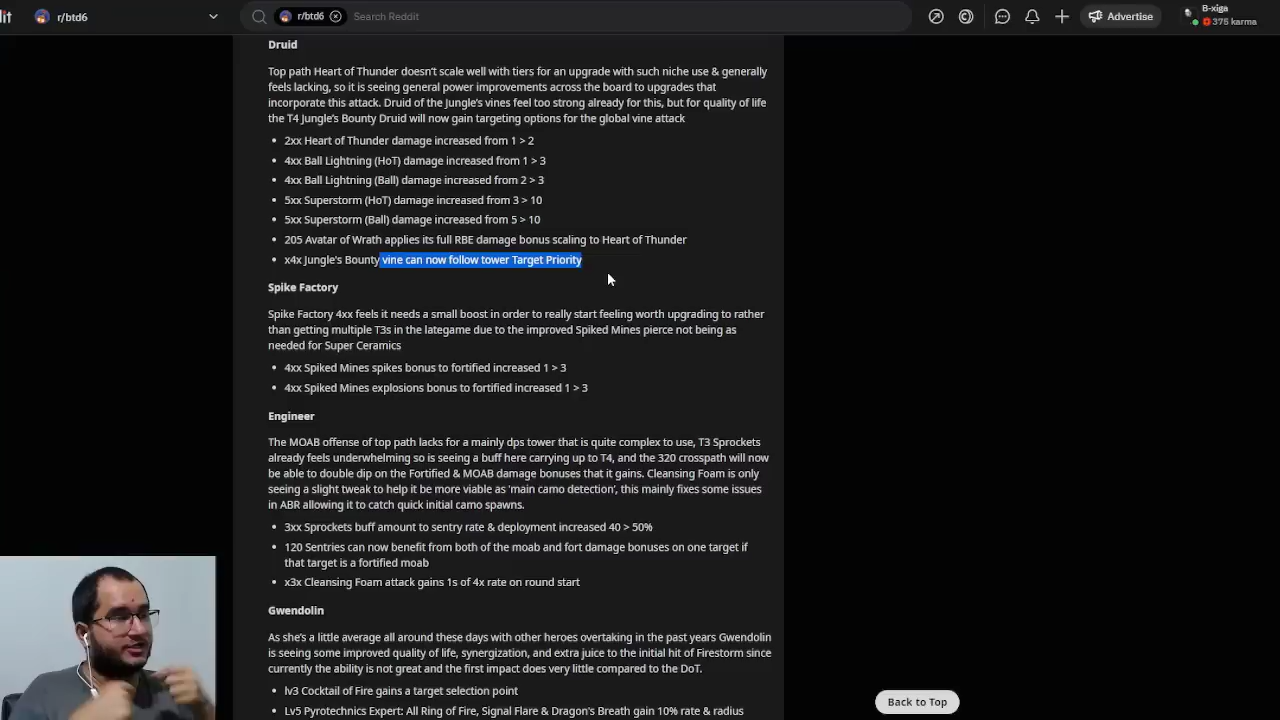 r/btd6
r/btd6
Search Reddit
Advertise
B-xiga
375 karma
Druid
Top path Heart of Thunder doesn't scale well with tiers for an upgrade with such niche use & generally
feels lacking, so it is seeing general power improvements across the board to upgrades that
incorporate this attack. Druid of the Jungle's vines feel too strong already for this, but for quality of life
the T4 Jungle's Bounty Druid will now gain targeting options for the global vine attack
• 2xx Heart of Thunder damage increased from 1 > 2
• 4xx Ball Lightning (HoT) damage increased from 1 > 3
• 4xx Ball Lightning (Ball) damage increased from 2 > 3
• 5xx Superstorm (HoT) damage increased from 3 > 10
• 5xx Superstorm (Ball) damage increased from 5 > 10
• 205 Avatar of Wrath applies its full RBE damage bonus scaling to Heart of Thunder
• x4x Jungle's Bounty vine can now follow tower Target Priority
Spike Factory
Spike Factory 4xx feels it needs a small boost in order to really start feeling worth upgrading to rather
than getting multiple T3s in the lategame due to the improved Spiked Mines pierce not being as
needed for Super Ceramics
• 4xx Spiked Mines spikes bonus to fortified increased 1 > 3
• 4xx Spiked Mines explosions bonus to fortified increased 1 > 3
Engineer
The MOAB offense of top path lacks for a mainly dps tower that is quite complex to use, T3 Sprockets
already feels underwhelming so is seeing a buff here carrying up to T4, and the 320 crosspath will now
be able to double dip on the Fortified & MOAB damage bonuses that it gains. Cleansing Foam is only
seeing a slight tweak to help it be more viable as 'main camo detection', this mainly fixes some issues
in ABR allowing it to catch quick initial camo spawns.
• 3xx Sprockets buff amount to sentry rate & deployment increased 40 > 50%
• 120 Sentries can now benefit from both of the moab and fort damage bonuses on one target if
that target is a fortified moab
• x3x Cleansing Foam attack gains 1s of 4x rate on round start
Gwendolin
As she's a little average all around these days with other heroes overtaking in the past years Gwendolin
is seeing some improved quality of life, synergization, and extra juice to the initial hit of Firestorm since
currently the ability is not great and the first impact does very little compared to the DoT.
• lv3 Cocktail of Fire gains a target selection point
• Lv5 Pyrotechnics Expert: All Ring of Fire, Signal Flare & Dragon's Breath gain 10% rate & radius
Back to Top